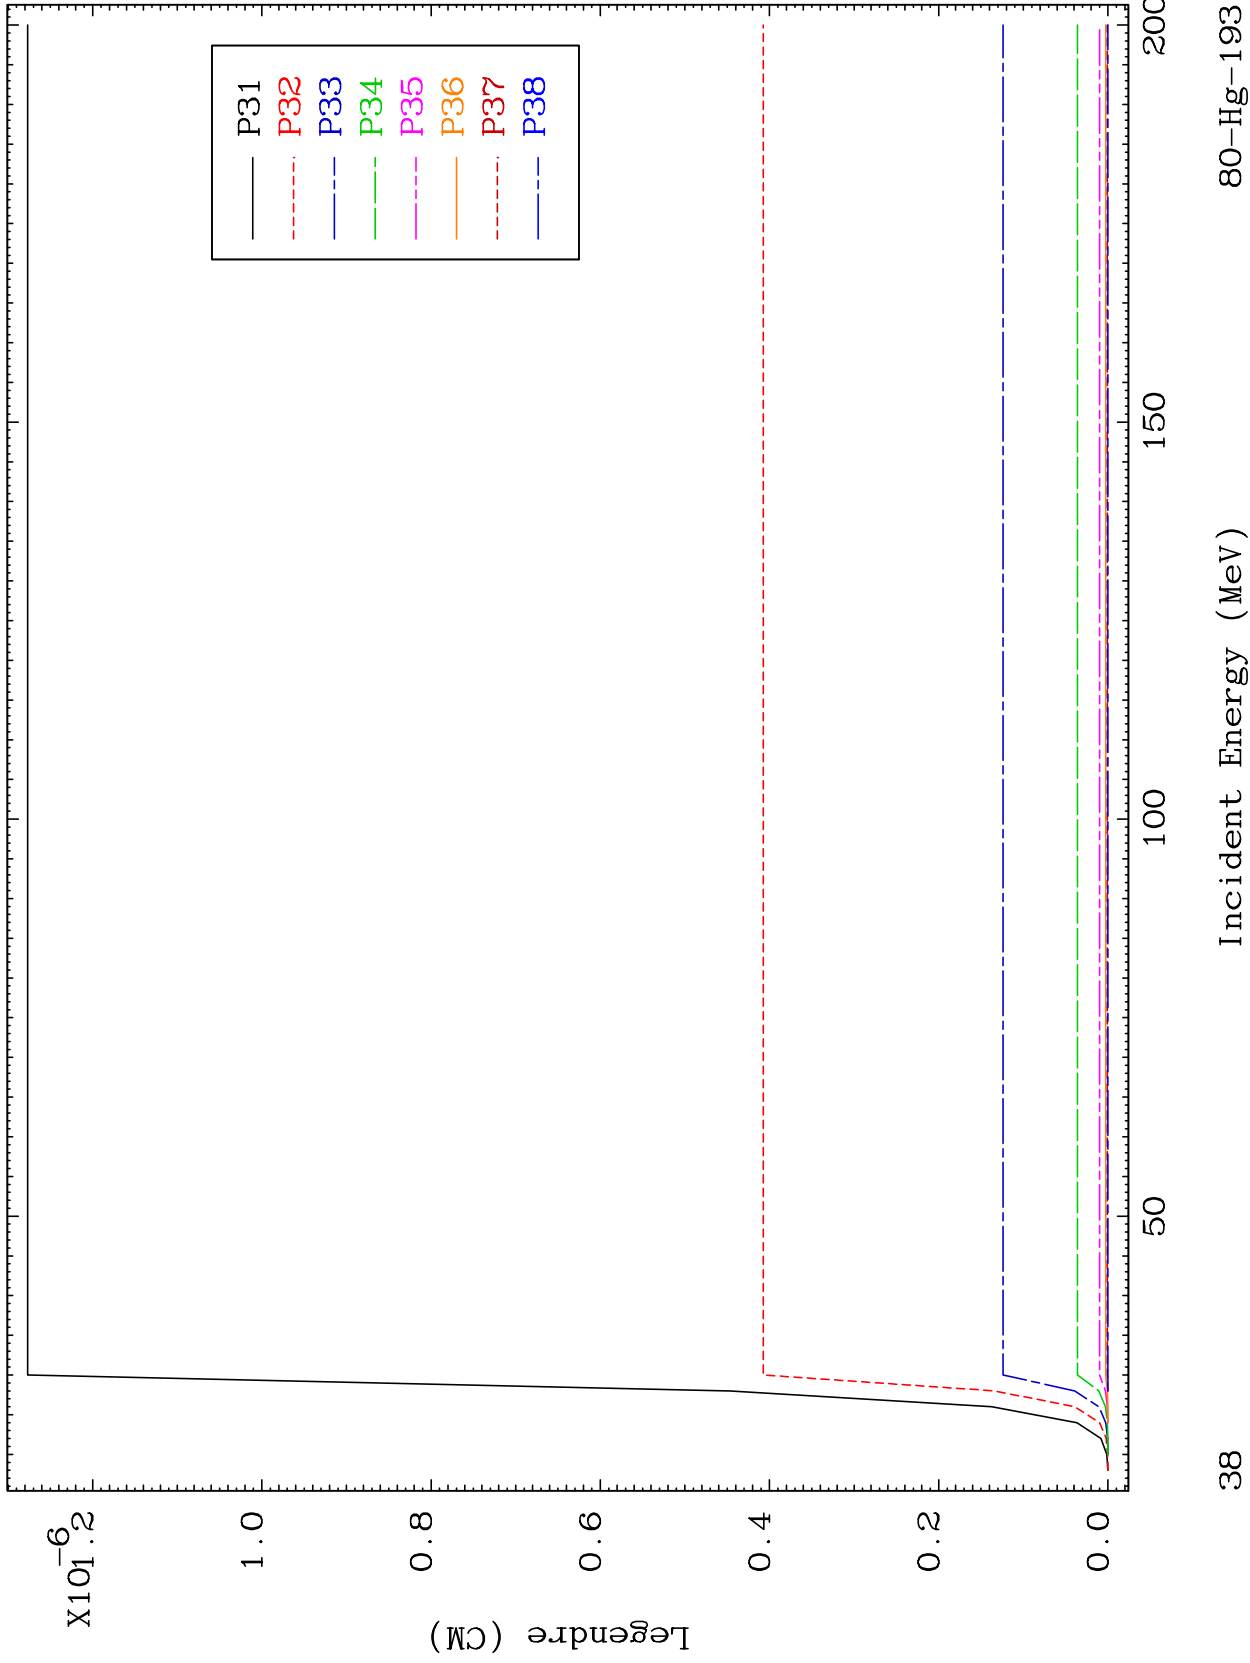 X10-6
1.2
1.0
0.8
0.6
0.4
0.2
0.0
Legendre (CM)
P31
P32
P33
P34
P35
P36
P37
P38
50
100
150
200
Incident Energy (MeV)
38
80-Hg-193